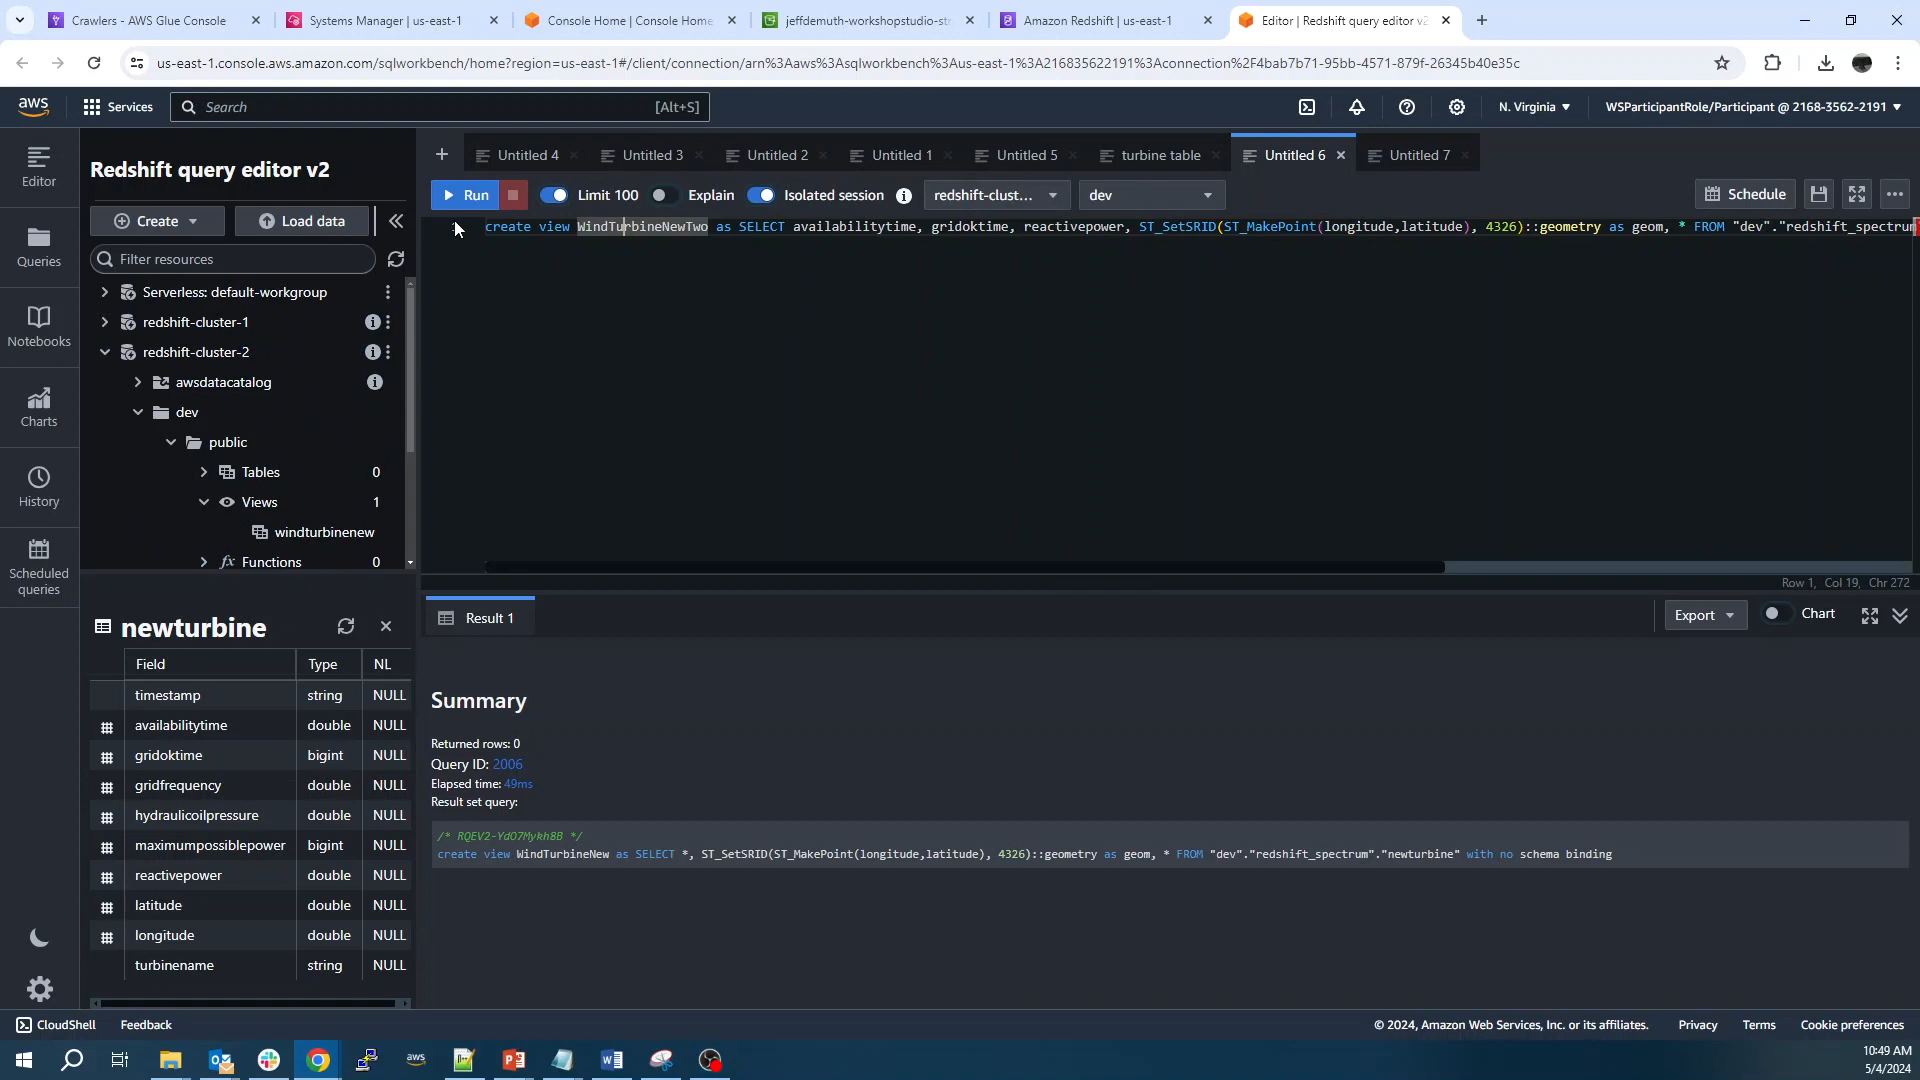 Crawlers - AWS Glue Console
Systems Manager | us-east-1
Console Home | Console Home
jeffdemuth-workshopstudio-str
Amazon Redshift | us-east-1
Editor | Redshift query editor v2
us-east-1.console.aws.amazon.com/sqlworkbench/home?region=us-east-1#/client/connection/arn%3Aaws%3Asqlworkbench%3Aus-east-1%3A216835622191%3Aconnection%2F4bab7b71-95bb-4571-879f-26345b40e35c
aws Services Search [Alt+S] N. Virginia WSParticipantRole/Participant @ 2168-3562-2191
Editor
Queries
Notebooks
Charts
History
Scheduled
queries
Redshift query editor v2
Create Load data
Filter resources
Serverless: default-workgroup
redshift-cluster-1
redshift-cluster-2
awsdatacatalog
dev
public
Tables 0
Views 1
windturbinenew
fx Functions 0
newturbine
Field Type NL
timestamp string NULL
availabilitytime double NULL
gridoktime bigint NULL
gridfrequency double NULL
hydraulicoilpressure double NULL
maximumpossiblepower bigint NULL
reactivepower double NULL
latitude double NULL
longitude double NULL
turbinename string NULL
Untitled 4 Untitled 3 Untitled 2 Untitled 1 Untitled 5 turbine table Untitled 6 Untitled 7
Run Limit 100 Explain Isolated session redshift-clust... dev Schedule
create view WindTurbineNewTwo as SELECT availabilitytime, gridoktime, reactivepower, ST_SetSRID(ST_MakePoint(longitude,latitude), 4326)::geometry as geom, * FROM "dev"."redshift_spectrum
Row 1, Col 19, Chr 272
Result 1 Export Chart
Summary
Returned rows: 0
Query ID: 2006
Elapsed time: 49ms
Result set query:
/* RQEV2-YdO7Mykh8B */
create view WindTurbineNew as SELECT *, ST_SetSRID(ST_MakePoint(longitude,latitude), 4326)::geometry as geom, * FROM "dev"."redshift_spectrum"."newturbine" with no schema binding
CloudShell Feedback © 2024, Amazon Web Services, Inc. or its affiliates. Privacy Terms Cookie preferences
aws
10:49 AM
5/4/2024